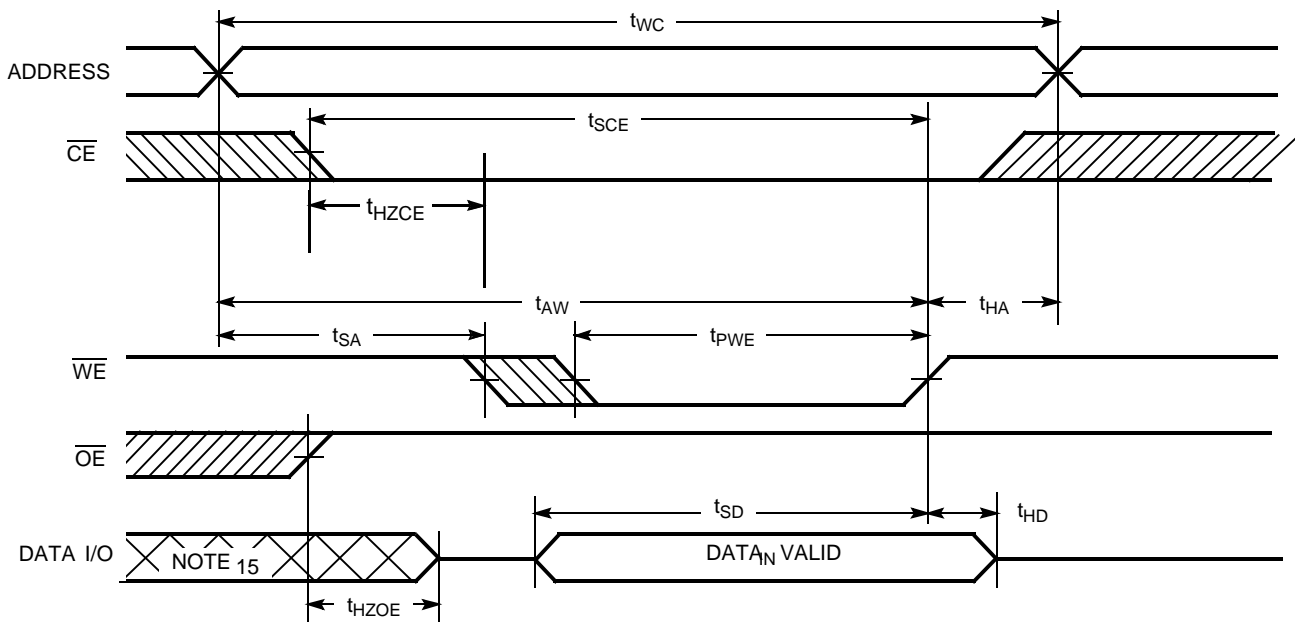 tWC
ADDRESS
tSCE
CE
tHZCE
tAW
tHA
tSA
tPWE
WE
OE
tSD
tHD
DATA I/O
NOTE 15
DATAIN VALID
tHZOE